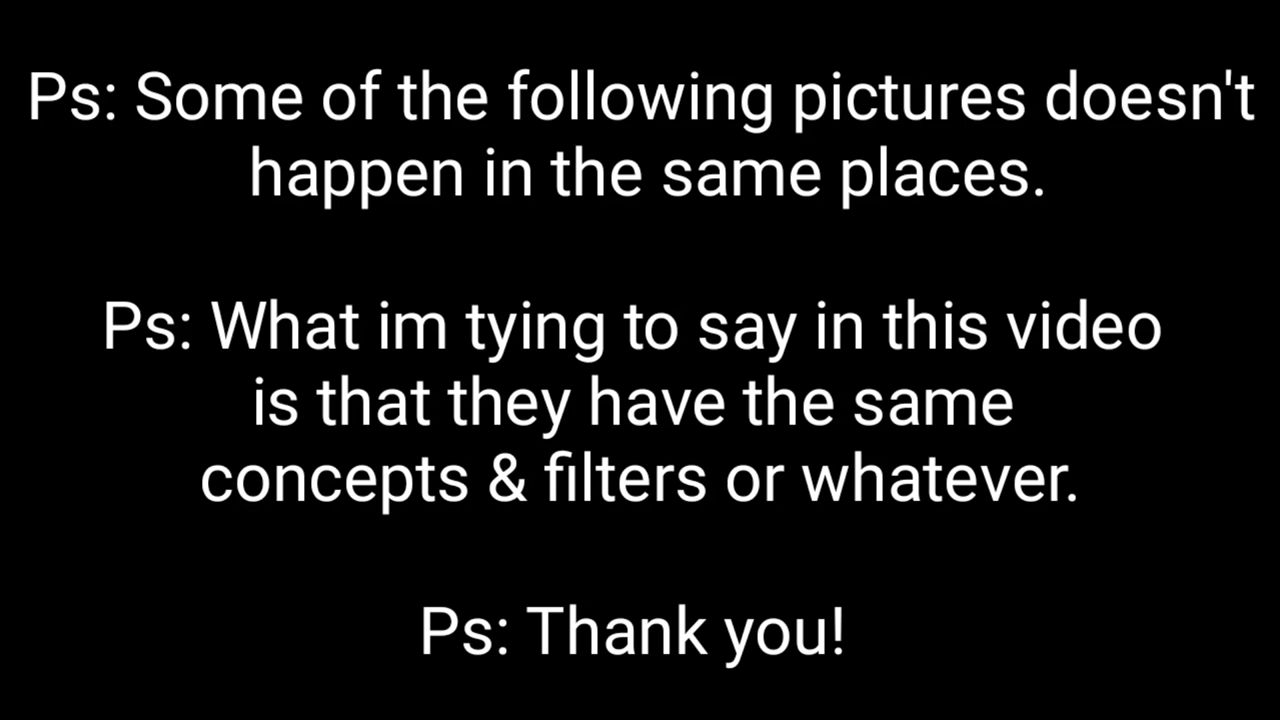 Ps: Some of the following pictures doesn't
happen in the same places.
Ps: What im tying to say in this video
is that they have the same
concepts & filters or whatever.
Ps: Thank you!